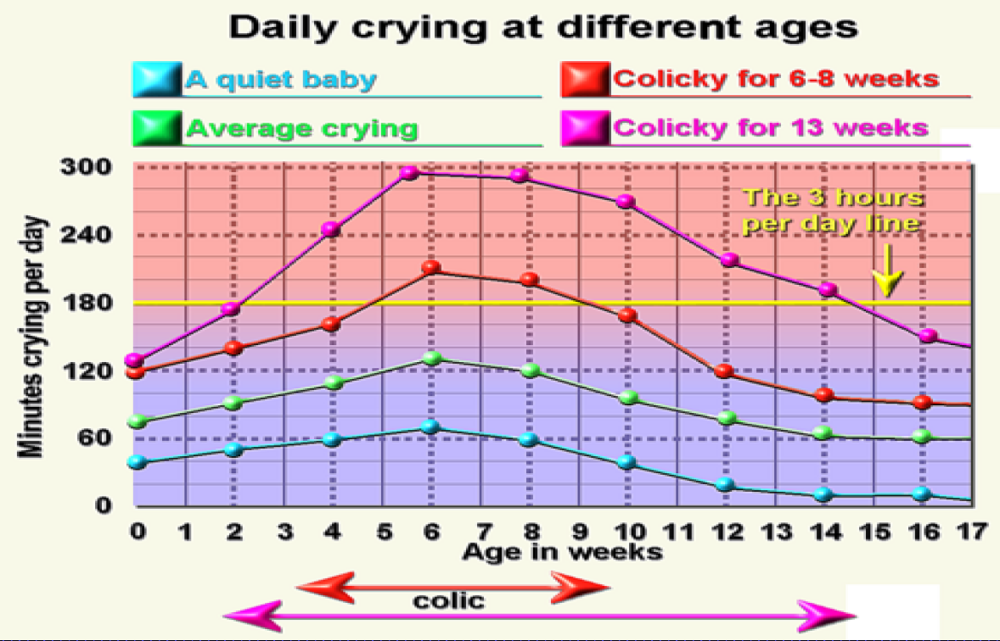 Daily crying at different ages
A quiet baby
Colicky for 6-8 weeks
Average crying
Colicky for 13 weeks
Minutes crying per day
300
240
180
120
60
0
The 3 hours
per day line
0 1 2 3 4 5 6 7 8 9 10 11 12 13 14 15 16 17
Age in weeks
colic